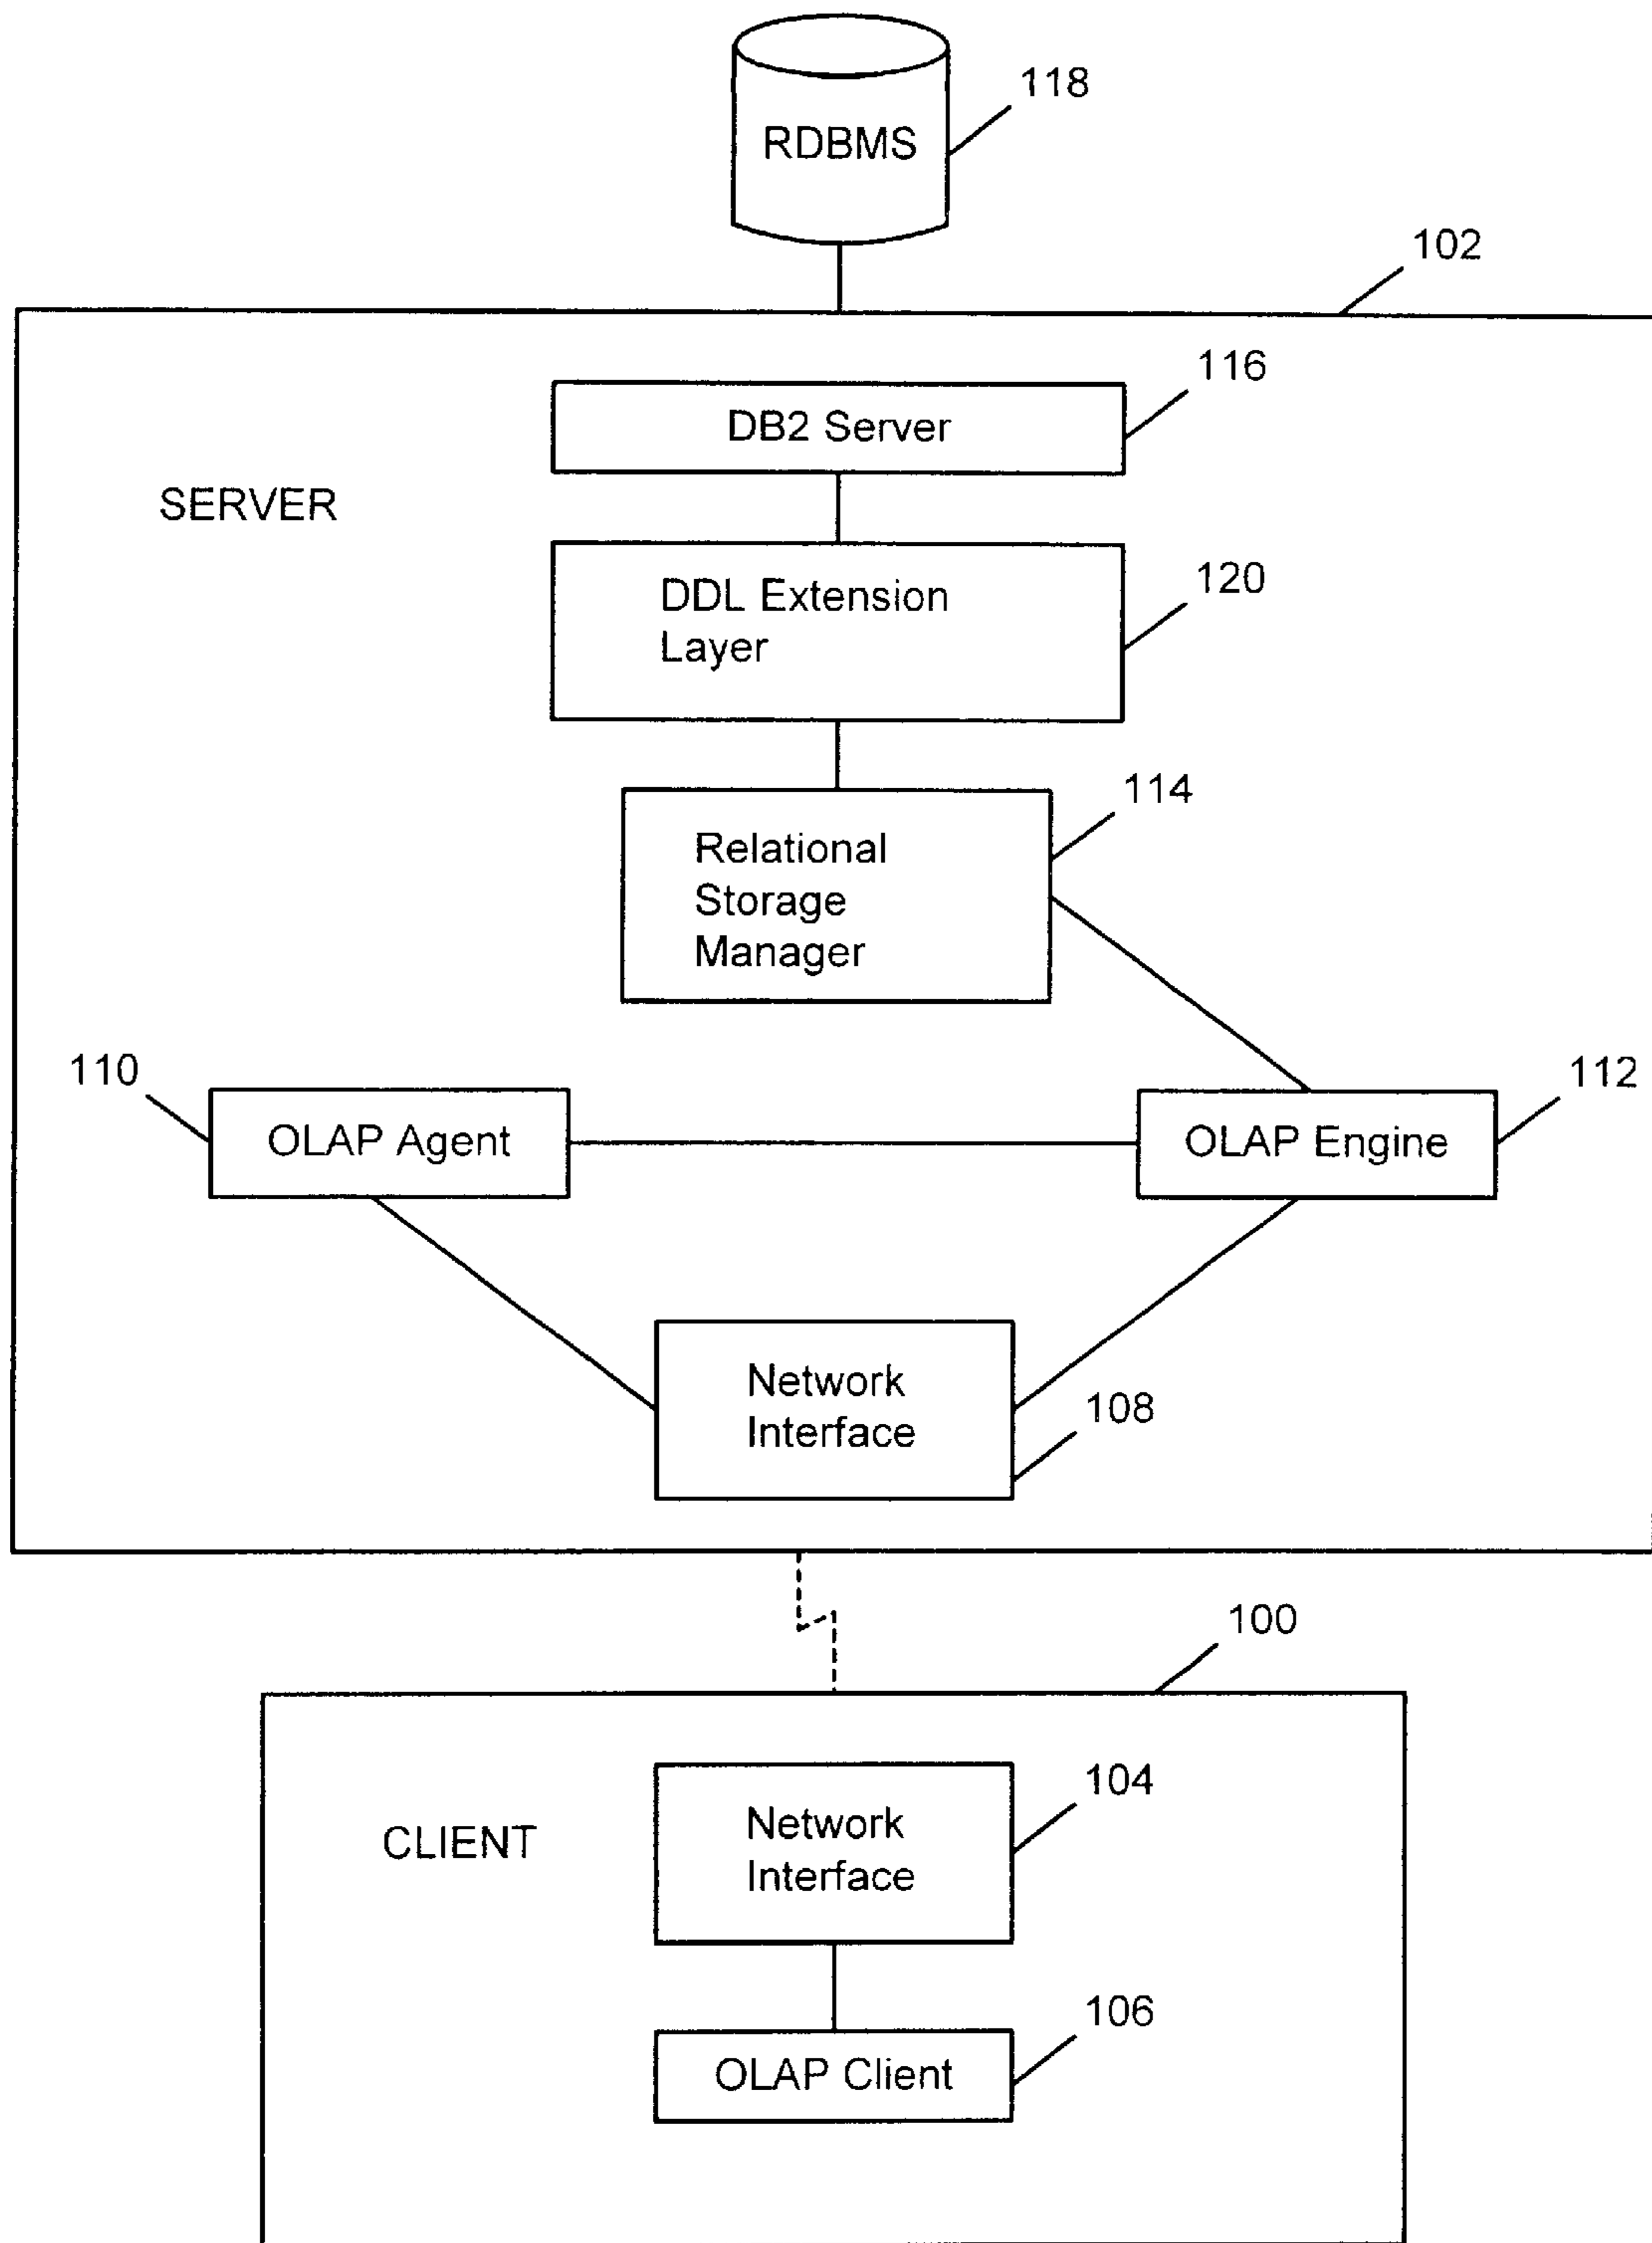 118
RDBMS
102
116
DB2 Server
SERVER
120
DDL Extension
Layer
114
Relational
Storage
Manager
110
112
OLAP Agent
OLAP Engine
Network
Interface
108
100
104
Network
Interface
CLIENT
106
OLAP Client